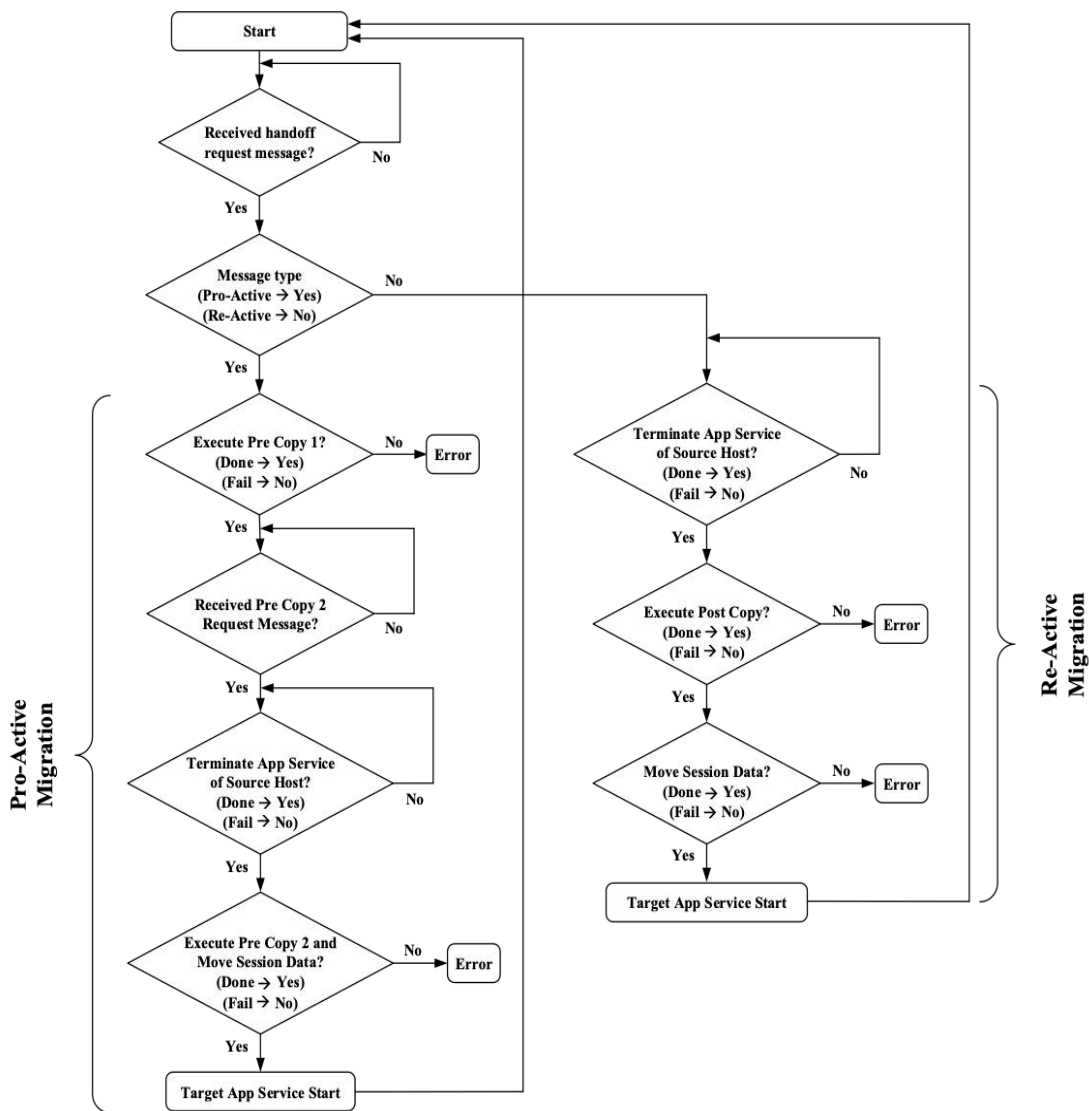 Start
Received handoff
request message?
No
Yes
Message type
(Pro-Active → Yes)
(Re-Active → No)
No
Yes
Execute Pre Copy 1?
(Done → Yes)
(Fail → No)
No
Error
Yes
Received Pre Copy 2
Request Message?
No
Yes
Terminate App Service
of Source Host?
(Done → Yes)
(Fail → No)
No
Yes
Execute Pre Copy 2 and
Move Session Data?
(Done → Yes)
(Fail → No)
No
Error
Yes
Target App Service Start
Pro-Active
Migration
Terminate App Service
of Source Host?
(Done → Yes)
(Fail → No)
No
Yes
Execute Post Copy?
(Done → Yes)
(Fail → No)
No
Error
Yes
Move Session Data?
(Done → Yes)
(Fail → No)
No
Error
Yes
Target App Service Start
Re-Active
Migration